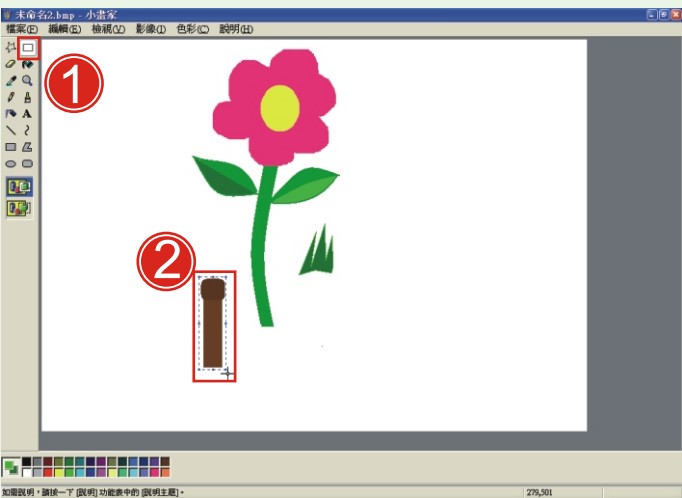 未命名2.bmp - 小畫家
檔案(F) 編輯(E) 檢視(V) 影像(I) 色彩(C) 說明(H)
1
A
2
如需說明，請按一下 [說明] 功能表中的 [說明主題]。
279,501